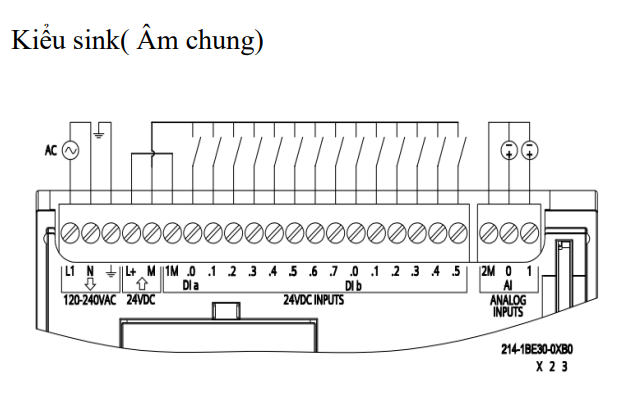 Kiểu sink( Âm chung)
AC
L1 N L+ M 1M .0 .1 .2 .3 .4 .5 .6 .7 .0 .1 .2 .3 .4 .5 2M 0 1
DI a DI b AI
120-240VAC 24VDC 24VDC INPUTS ANALOG
INPUTS
214-1BE30-0XB0
X 2 3